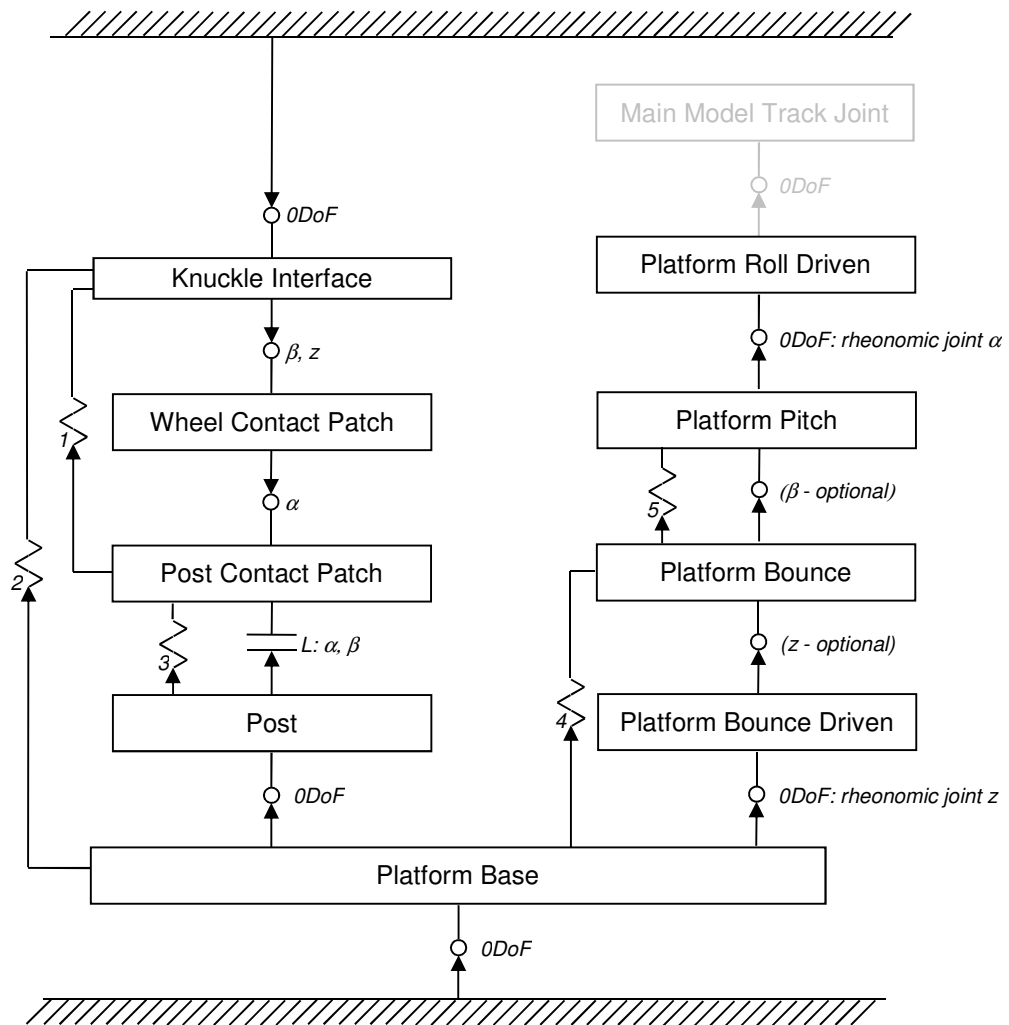 Main Model Track Joint
0DoF
0DoF
Platform Roll Driven
Knuckle Interface
0DoF: rheonomic joint α
β, z
Wheel Contact Patch
Platform Pitch
1
(β - optional)
α
5
Post Contact Patch
Platform Bounce
2
L: α, β
(z - optional)
3
Post
Platform Bounce Driven
4
0DoF
0DoF: rheonomic joint z
Platform Base
0DoF